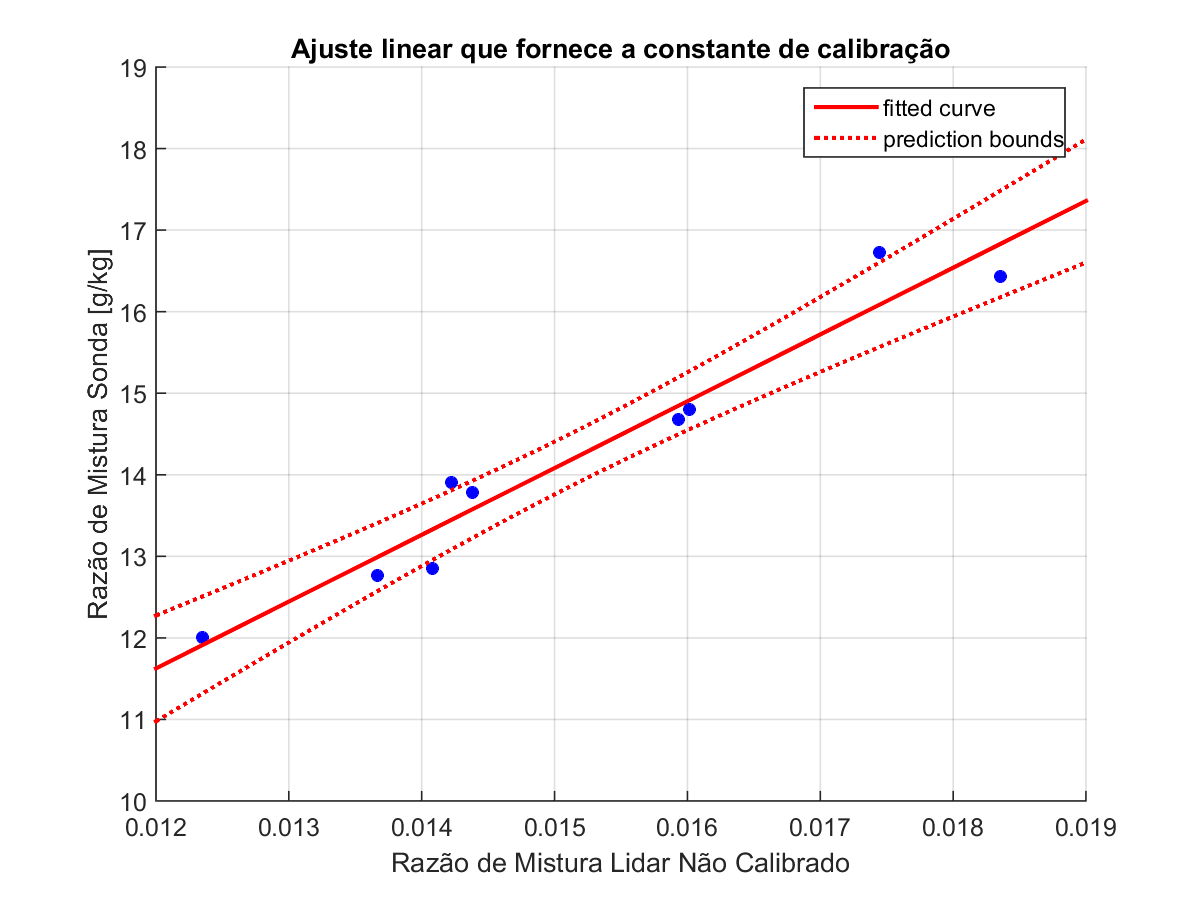 Ajuste linear que fornece a constante de calibração
fitted curve
prediction bounds
Razão de Mistura Sonda [g/kg]
19
18
17
16
15
14
13
12
11
10
0.012 0.013 0.014 0.015 0.016 0.017 0.018 0.019
Razão de Mistura Lidar Não Calibrado